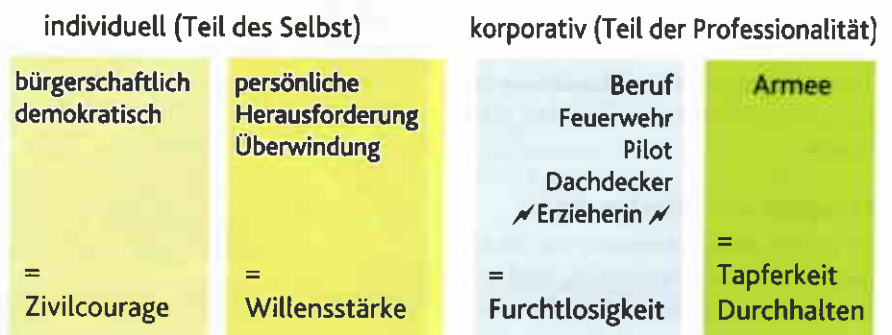 individuell (Teil des Selbst)
bürgerschaftlich
demokratisch
=
Zivilcourage
persönliche
Herausforderung
Überwindung
=
Willensstärke
korporativ (Teil der Professionalität)
Beruf
Feuerwehr
Pilot
Dachdecker
Erzieherin
=
Furchtlosigkeit
Armee
=
Tapferkeit
Durchhalten